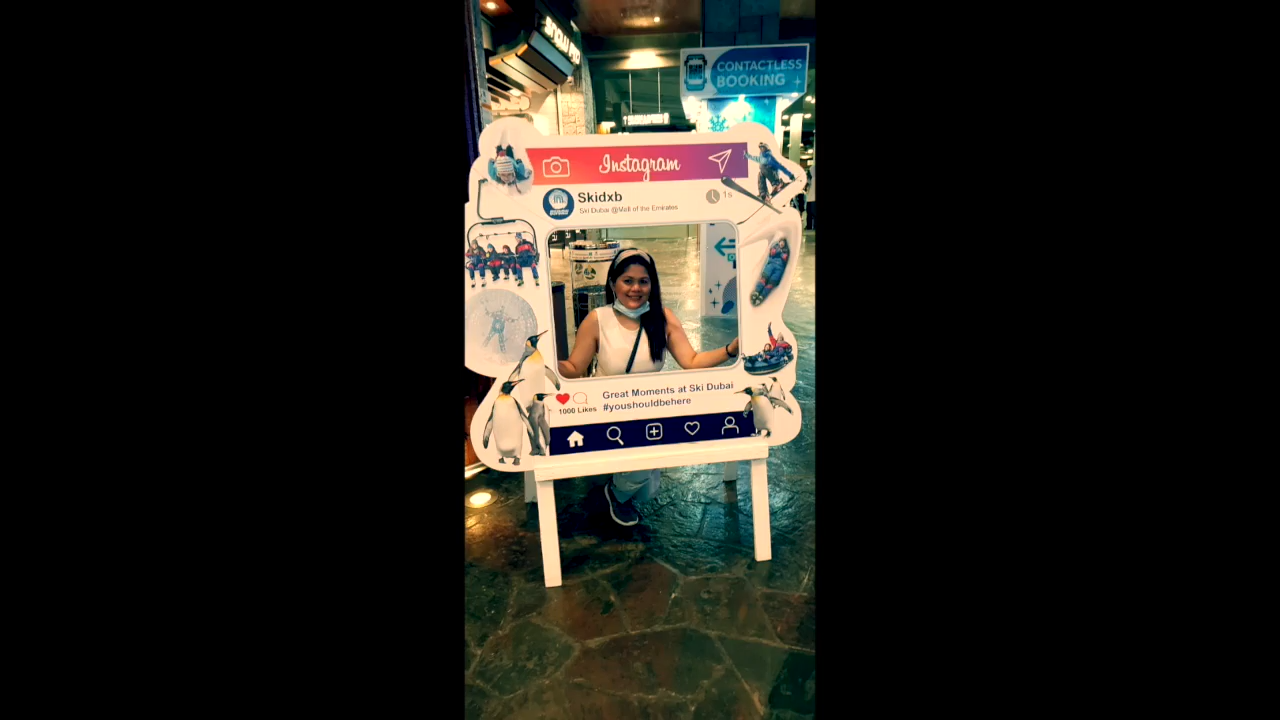 CONTACTLESS
BOOKING
Instagram
Skidxb
1s
Ski Dubai @Mall of the Emirates
Great Moments at Ski Dubai
1000 Likes
#youshouldbehere